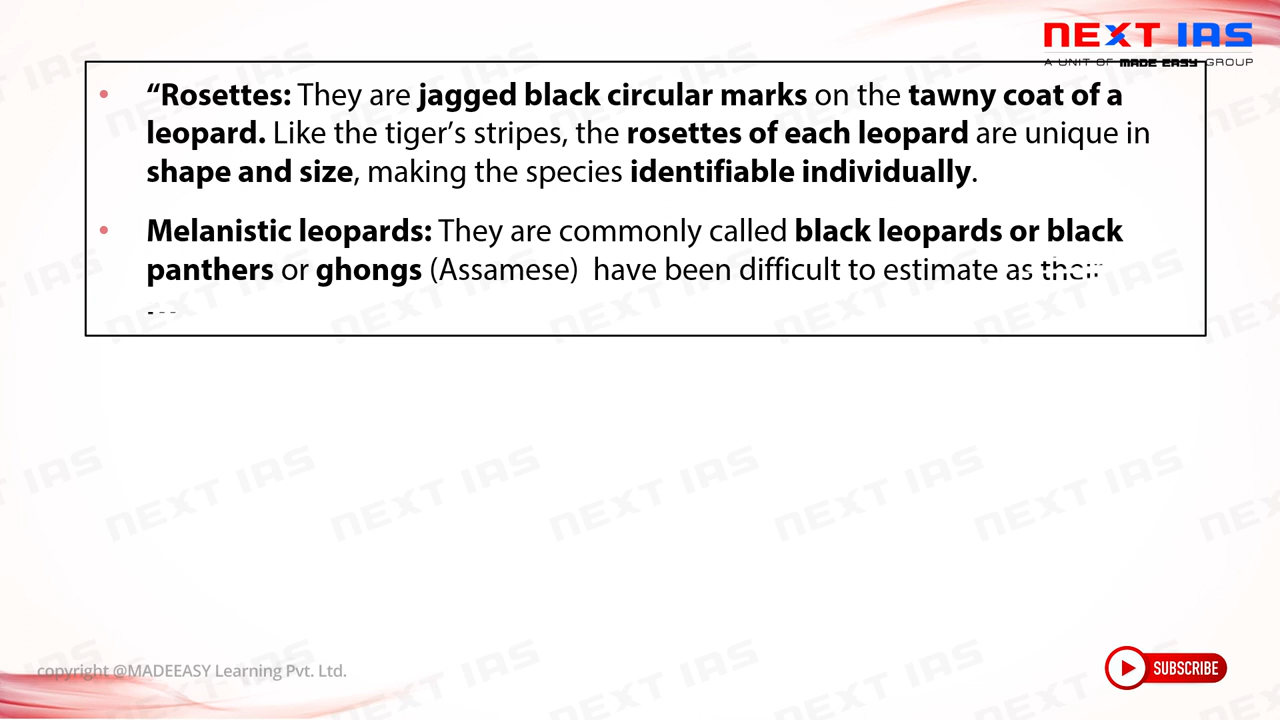 NEXT IAS
A UNIT OF MADE EASY GROUP
• “Rosettes: They are jagged black circular marks on the tawny coat of a
leopard. Like the tiger’s stripes, the rosettes of each leopard are unique in
shape and size, making the species identifiable individually.
• Melanistic leopards: They are commonly called black leopards or black
panthers or ghongs (Assamese) have been difficult to estimate as their
copyright @MADEEASY Learning Pvt. Ltd.
SUBSCRIBE